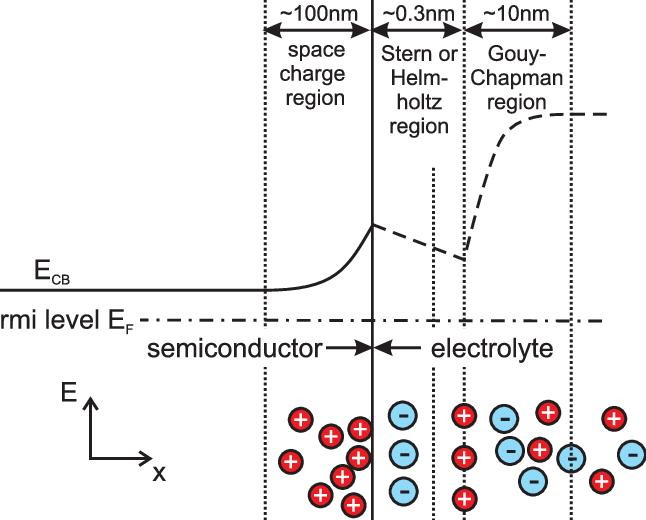 ~100nm
~0.3nm
~10nm
space
charge
region
Stern or
Helm-
holtz
region
Gouy-
Chapman
region
E_CB
rmi level E_F
semiconductor
electrolyte
E
x
+ + + + + + + +
- - -
+ + +
- + - + - -
+ - +